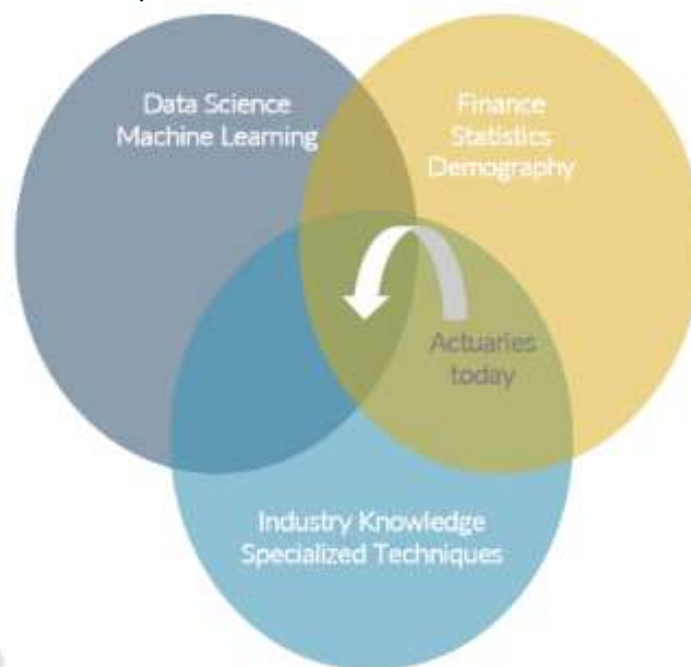 Data Science
Machine Learning
Finance
Statistics
Demography
Actuaries
today
Industry Knowledge
Specialized Techniques